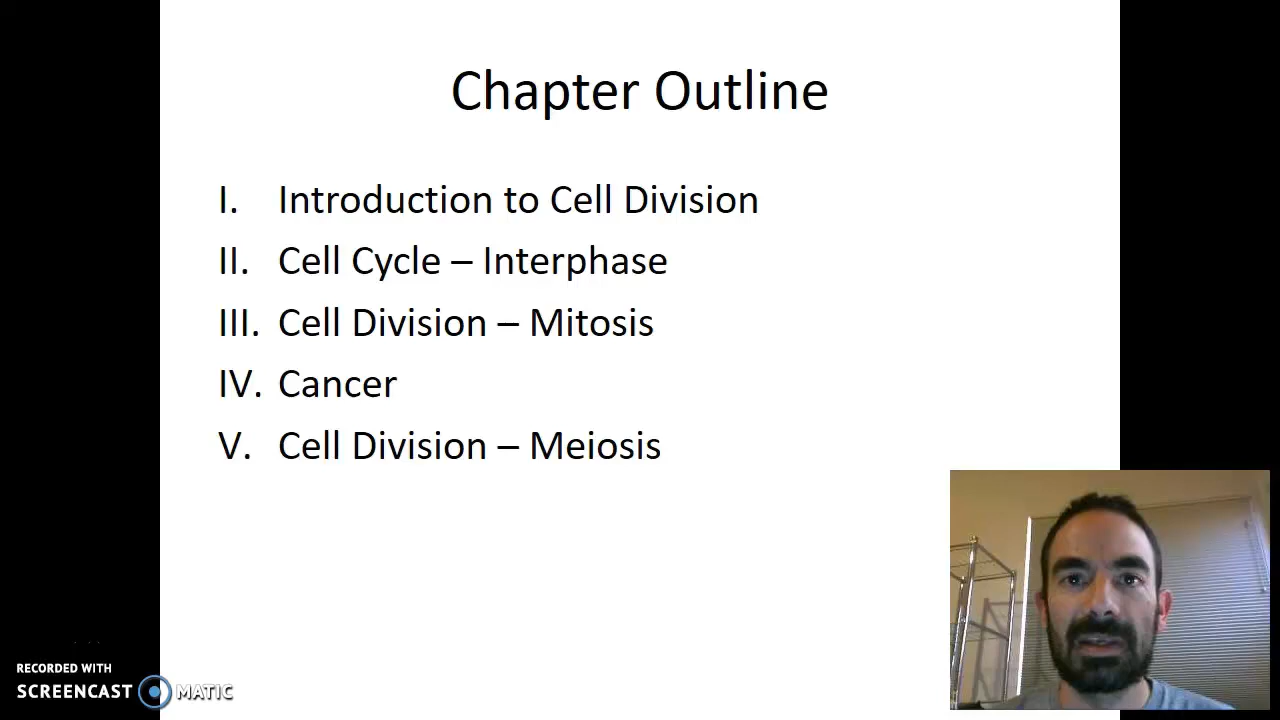 Chapter Outline
I. Introduction to Cell Division
II. Cell Cycle – Interphase
III. Cell Division – Mitosis
IV. Cancer
V. Cell Division – Meiosis
RECORDED WITH
SCREENCAST MATIC